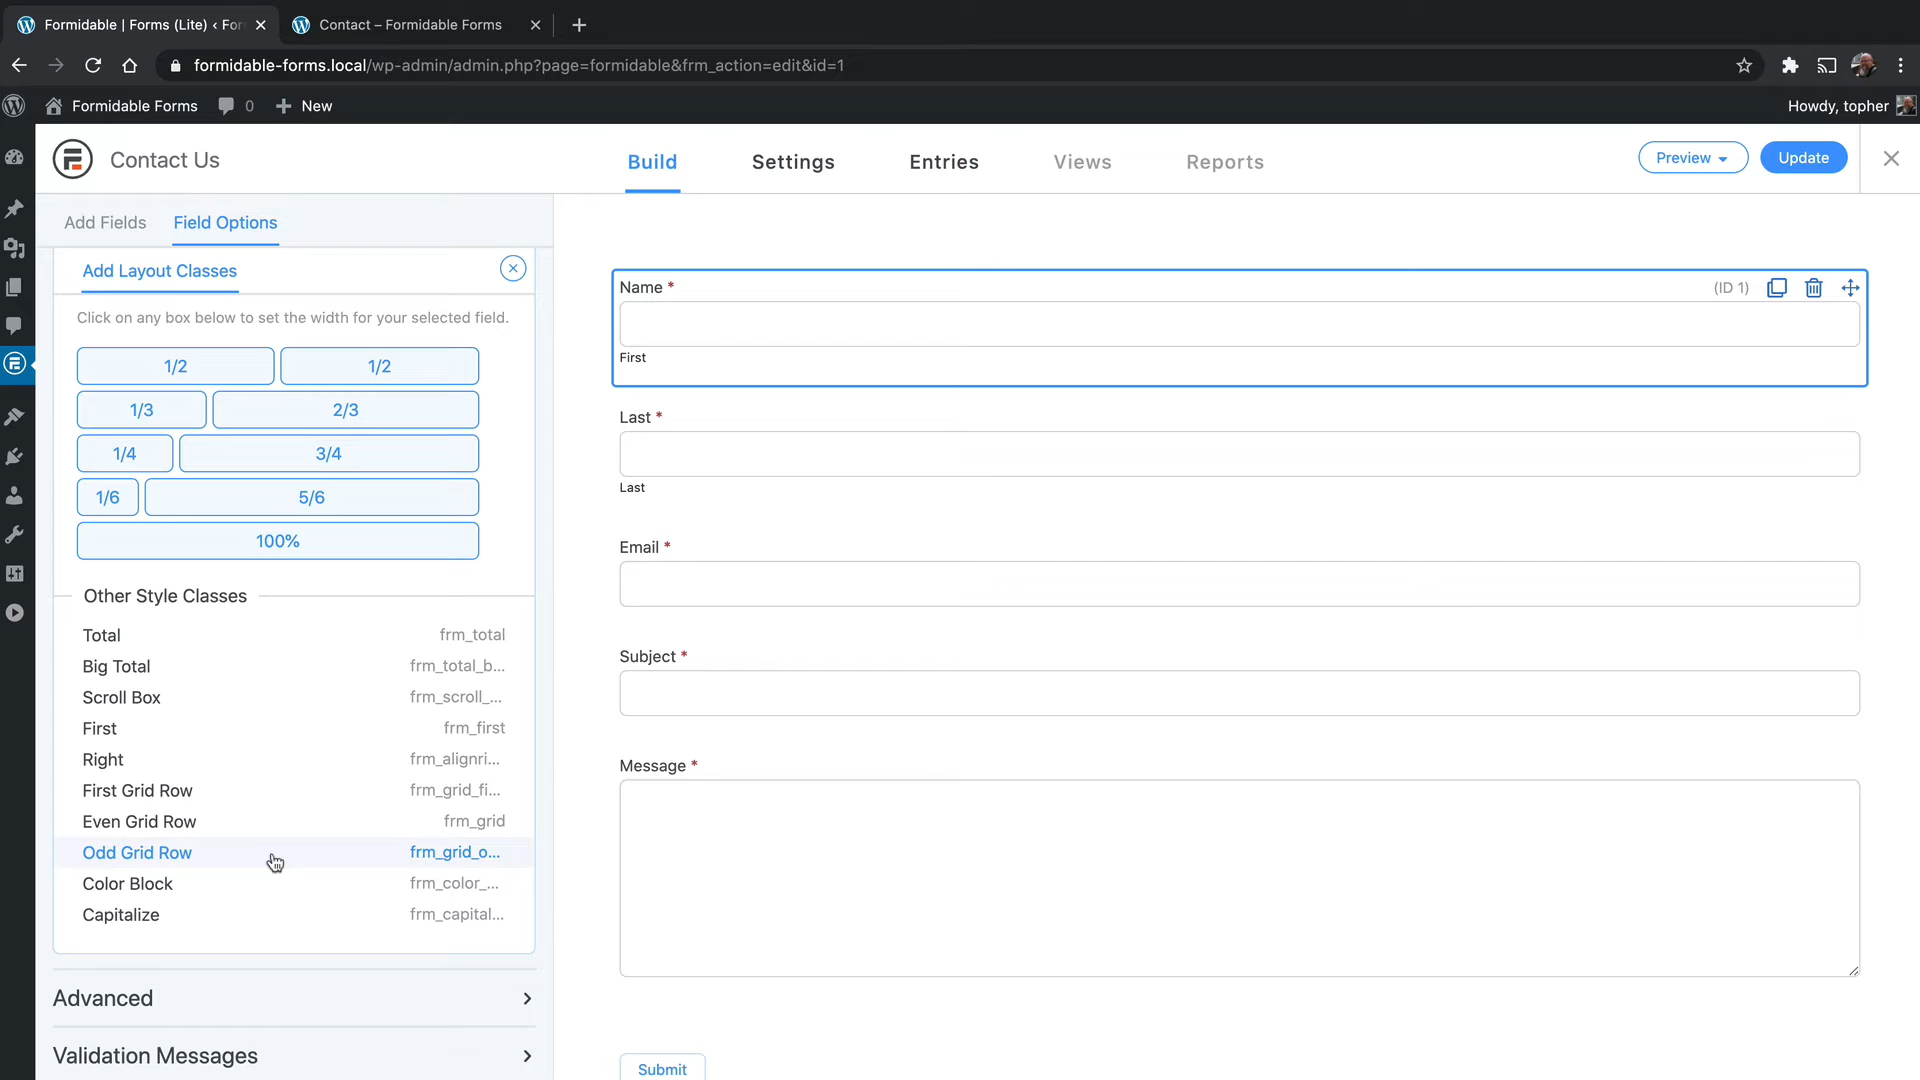 Formidable | Forms (Lite) ‹ For
Contact – Formidable Forms
formidable-forms.local/wp-admin/admin.php?page=formidable&frm_action=edit&id=1
Formidable Forms 0 New
Howdy, topher
Contact Us
Build Settings Entries Views Reports
Preview Update
Add Fields Field Options
Add Layout Classes
Click on any box below to set the width for your selected field.
1/2 1/2
1/3 2/3
1/4 3/4
1/6 5/6
100%
Other Style Classes
Total frm_total
Big Total frm_total_b...
Scroll Box frm_scroll_...
First frm_first
Right frm_alignri...
First Grid Row frm_grid_fi...
Even Grid Row frm_grid
Odd Grid Row frm_grid_o...
Color Block frm_color_...
Capitalize frm_capital...
Advanced
Validation Messages
Name * (ID 1)
First
Last *
Last
Email *
Subject *
Message *
Submit